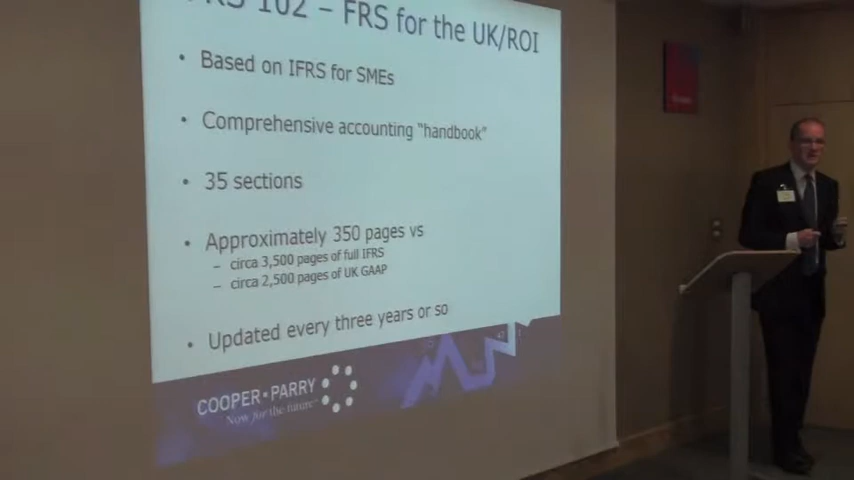 FRS 102 – FRS for the UK/ROI
• Based on IFRS for SMEs
• Comprehensive accounting "handbook"
• 35 sections
• Approximately 350 pages vs
– circa 3,500 pages of full IFRS
– circa 2,500 pages of UK GAAP
• Updated every three years or so
COOPER•PARRY
Now for the future